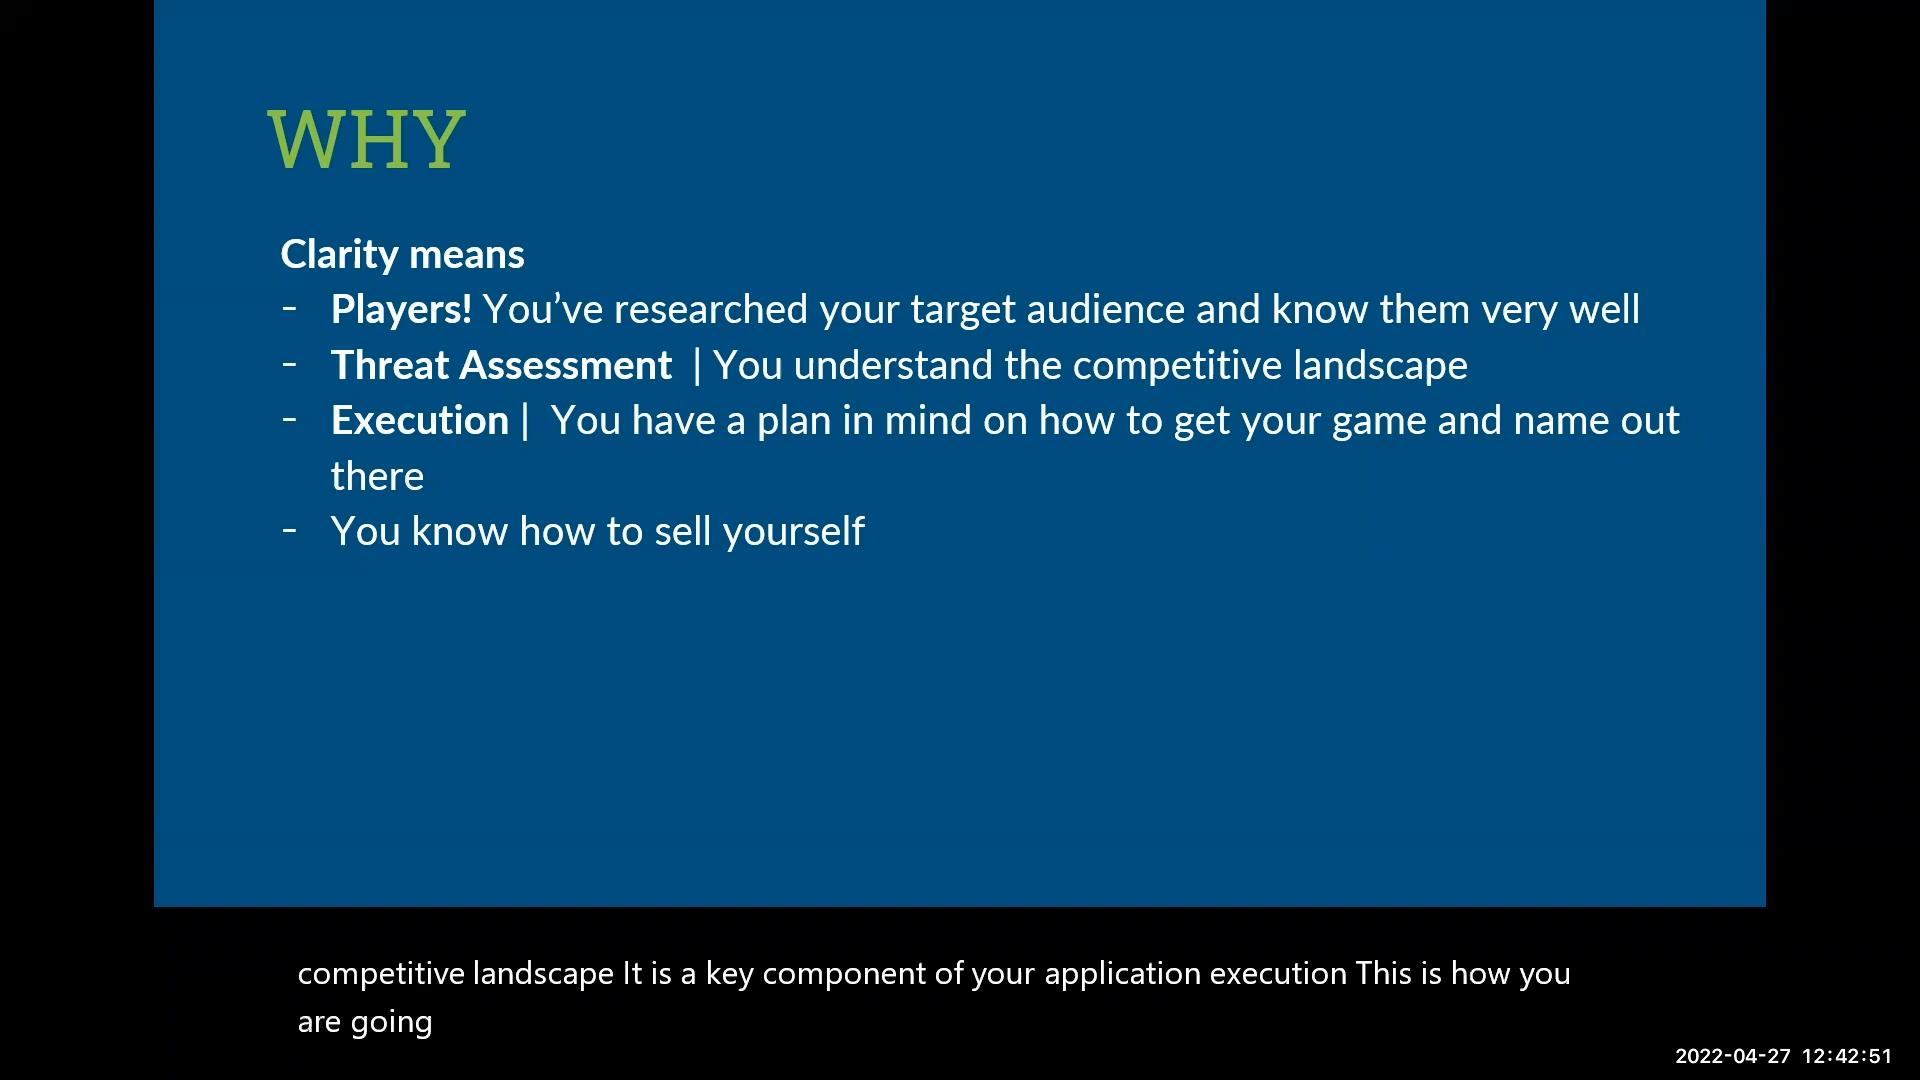 WHY
Clarity means
- Players! You’ve researched your target audience and know them very well
- Threat Assessment | You understand the competitive landscape
- Execution | You have a plan in mind on how to get your game and name out
there
- You know how to sell yourself
competitive landscape It is a key component of your application execution This is how you
are going
2022-04-27 12:42:51